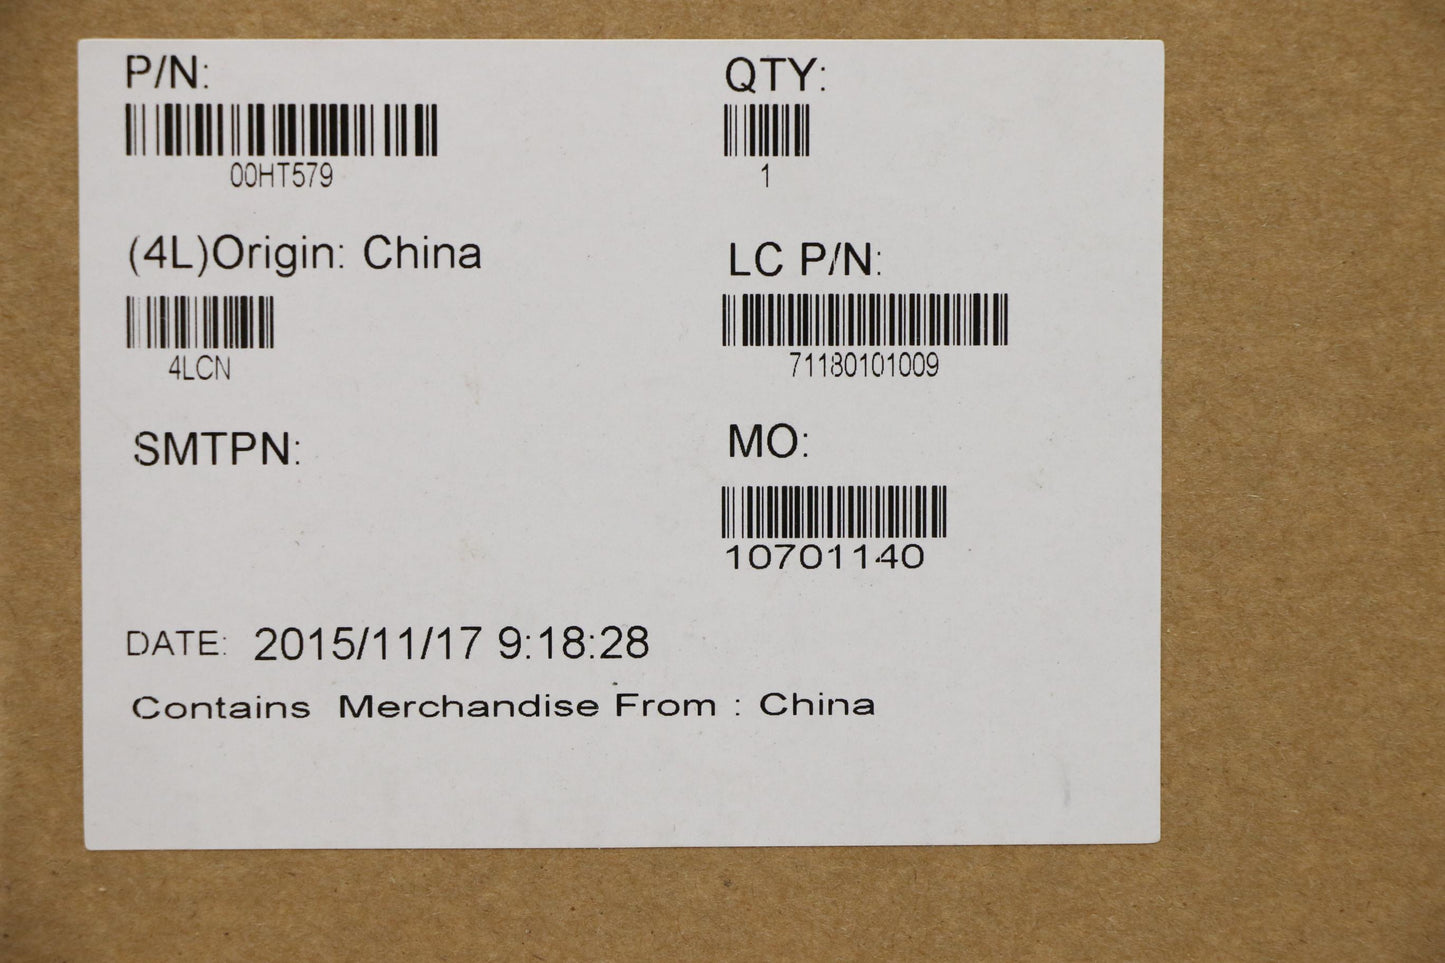 P/N:
00HT579
QTY:
1
(4L)Origin: China
4LCN
LC P/N:
71180101009
SMTPN:
MO:
10701140
DATE: 2015/11/17 9:18:28
Contains Merchandise From : China